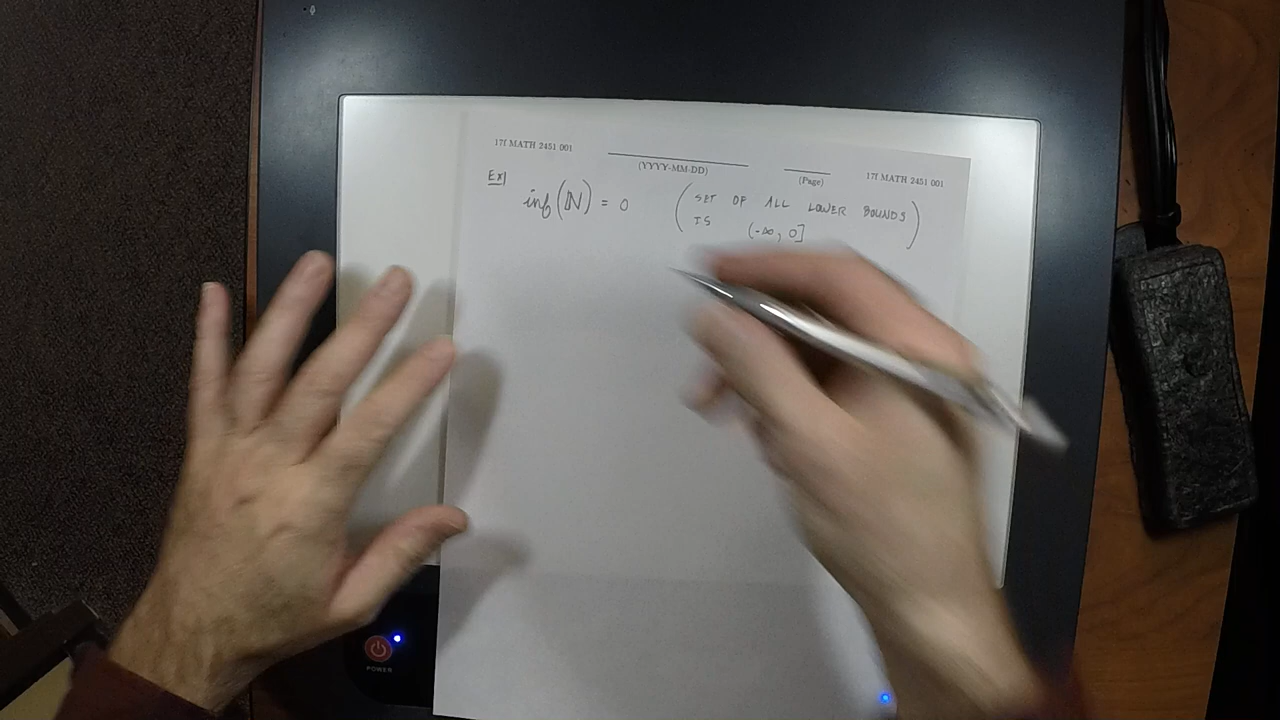 17f MATH 2451 001
(YYYY-MM-DD)
(Page)
17f MATH 2451 001
Ex)
inf(ℕ) = 0
(SET OF ALL LOWER BOUNDS
IS (-∞, 0])
POWER